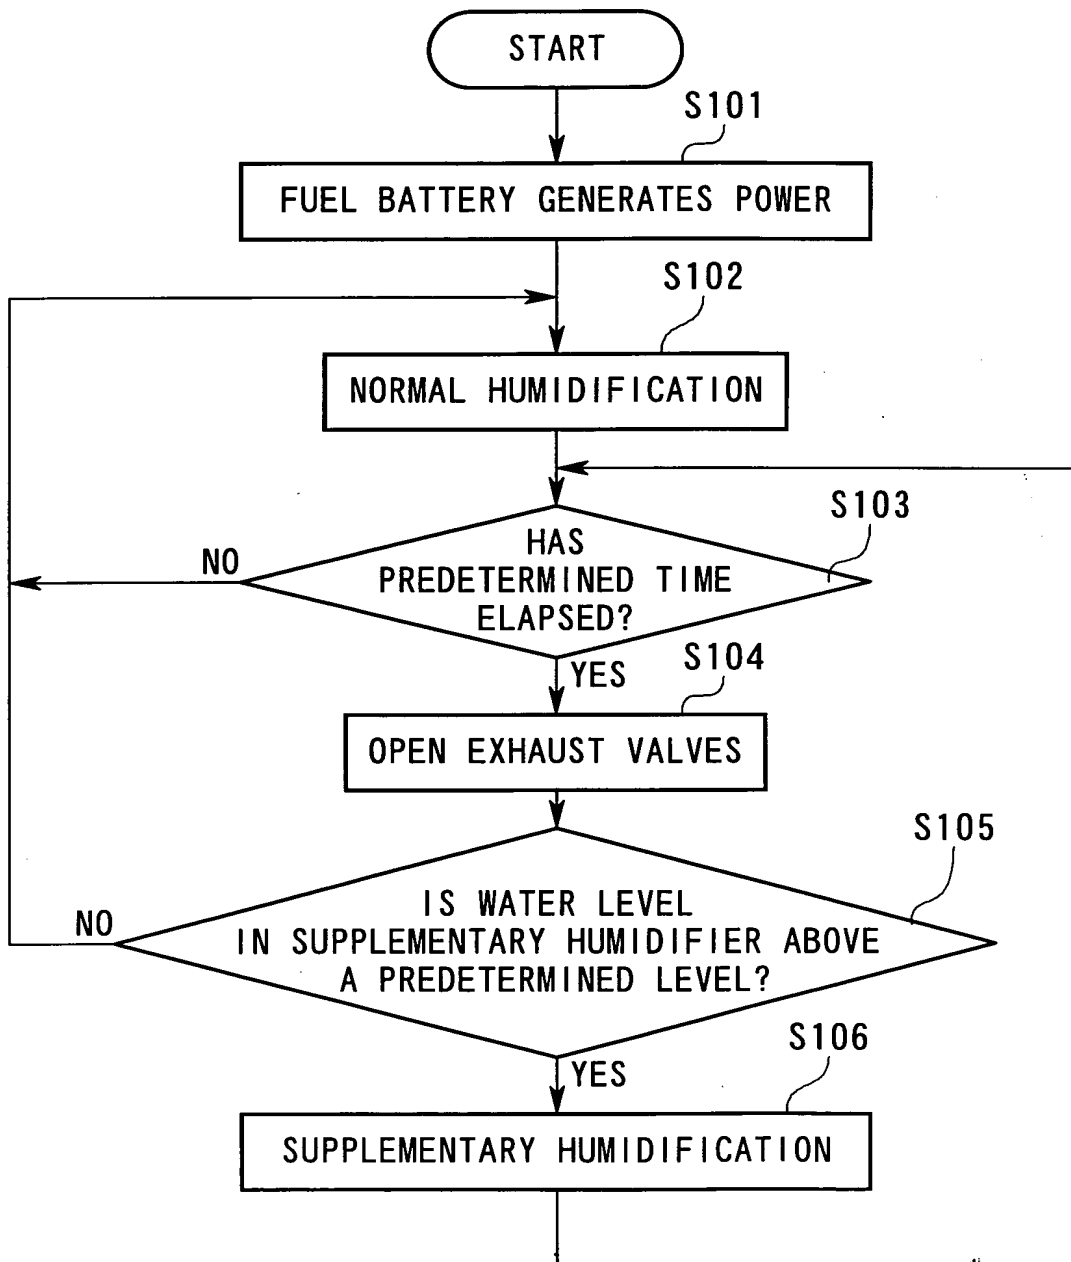 START
S101
FUEL BATTERY GENERATES POWER
S102
NORMAL HUMIDIFICATION
S103
HAS
PREDETERMINED TIME
ELAPSED?
NO
YES
S104
OPEN EXHAUST VALVES
S105
IS WATER LEVEL
IN SUPPLEMENTARY HUMIDIFIER ABOVE
A PREDETERMINED LEVEL?
NO
YES
S106
SUPPLEMENTARY HUMIDIFICATION